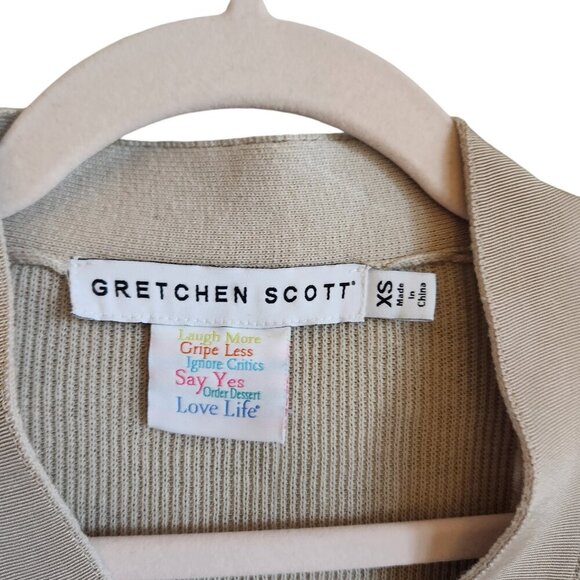 GRETCHEN SCOTT®
XS
Made
in
China
Laugh More
Gripe Less
Ignore Critics
Say Yes
Order Dessert
Love Life®